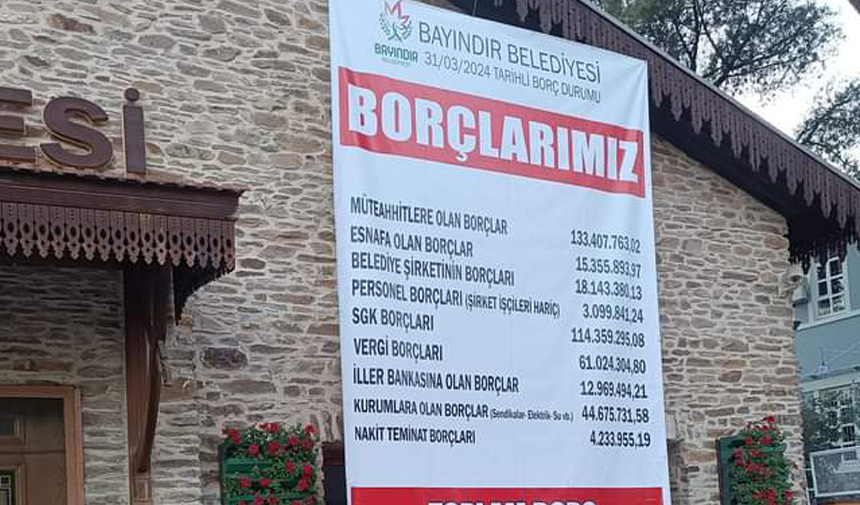 ESİ
BAYINDIR
BELEDİYESİ
BAYINDIR BELEDİYESİ
31/03/2024 TARİHLİ BORÇ DURUMU
BORÇLARIMIZ
MÜTEAHHİTLERE OLAN BORÇLAR 133.407.763,02
ESNAFA OLAN BORÇLAR 15.355.893,97
BELEDİYE ŞİRKETİNİN BORÇLARI 18.143.380,13
PERSONEL BORÇLARI (ŞİRKET İŞÇİLERİ HARİÇ) 3.099.841,24
SGK BORÇLARI 114.359.295,08
VERGİ BORÇLARI 61.024.304,80
İLLER BANKASINA OLAN BORÇLAR 12.969.494,21
KURUMLARA OLAN BORÇLAR (Sendikalar- Elektrik-Su vb.) 44.675.731,58
NAKİT TEMİNAT BORÇLARI 4.233.955,19
TOPLAM BORÇ